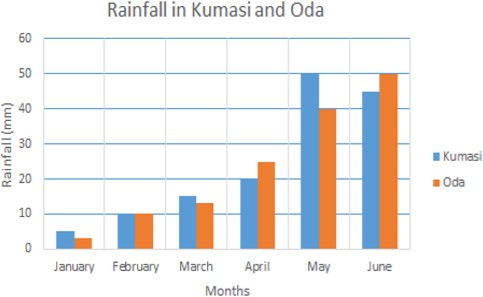 Rainfall in Kumasi and Oda
60
50
40
30
20
10
0
Rainfall (mm)
January February March April May June
Months
Kumasi
Oda